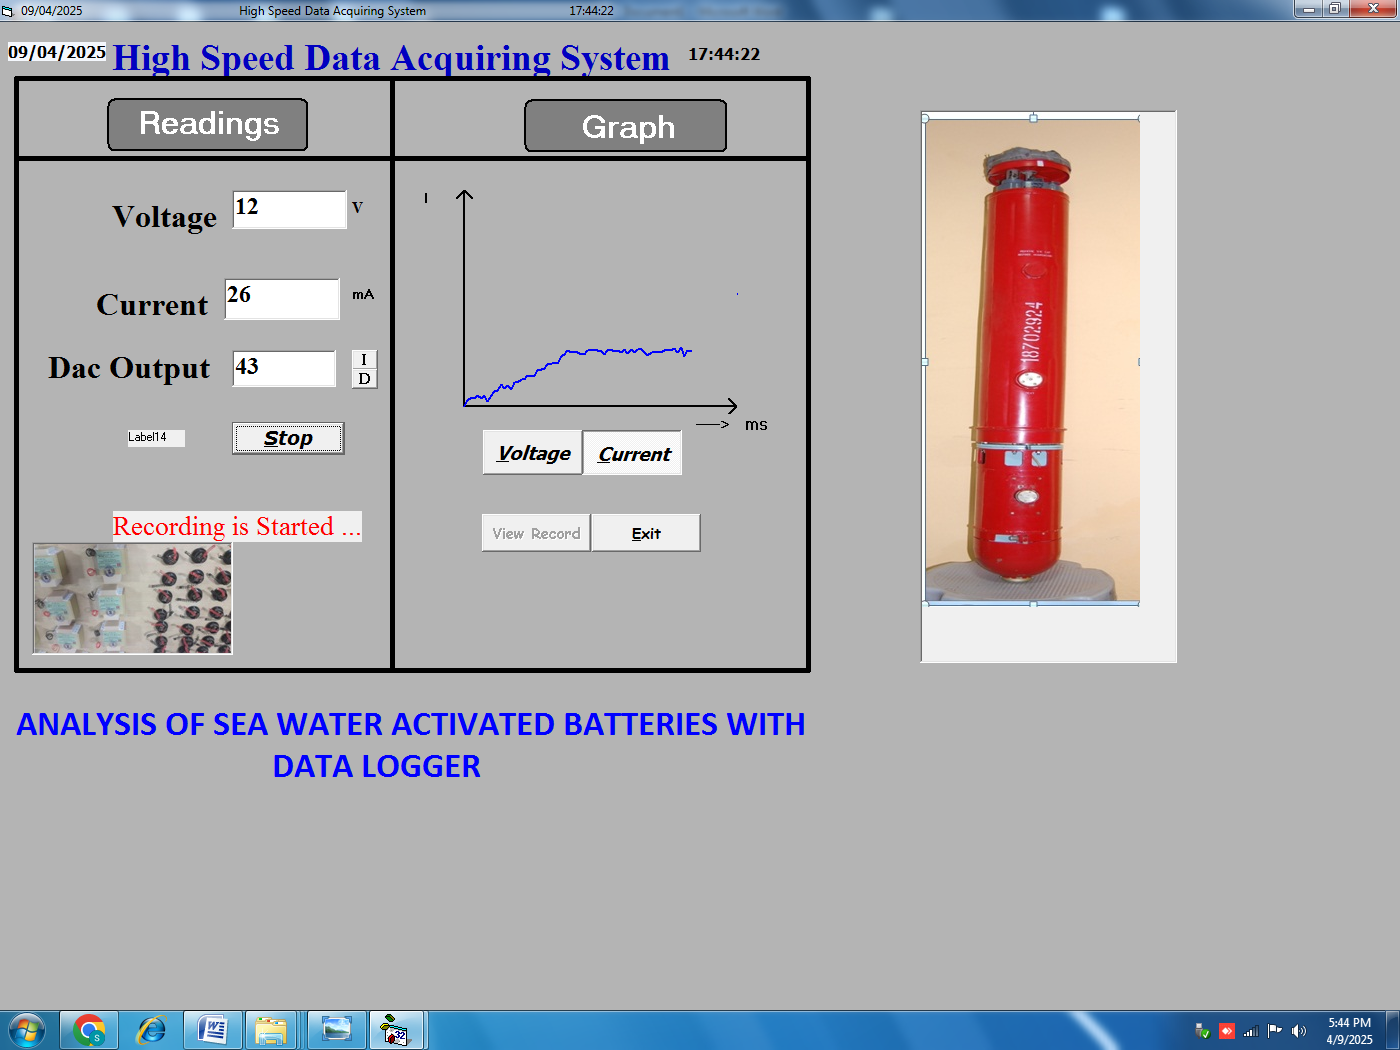 09/04/2025 High Speed Data Acquiring System 17:44:22
09/04/2025 High Speed Data Acquiring System 17:44:22
Readings
Graph
Voltage 12 V
Current 26 mA
Dac Output 43 I
D
Label14 Stop
Recording is Started ...
I
ms
Voltage Current
View Record Exit
18702924
ANALYSIS OF SEA WATER ACTIVATED BATTERIES WITH
DATA LOGGER
S
32
5:44 PM
4/9/2025